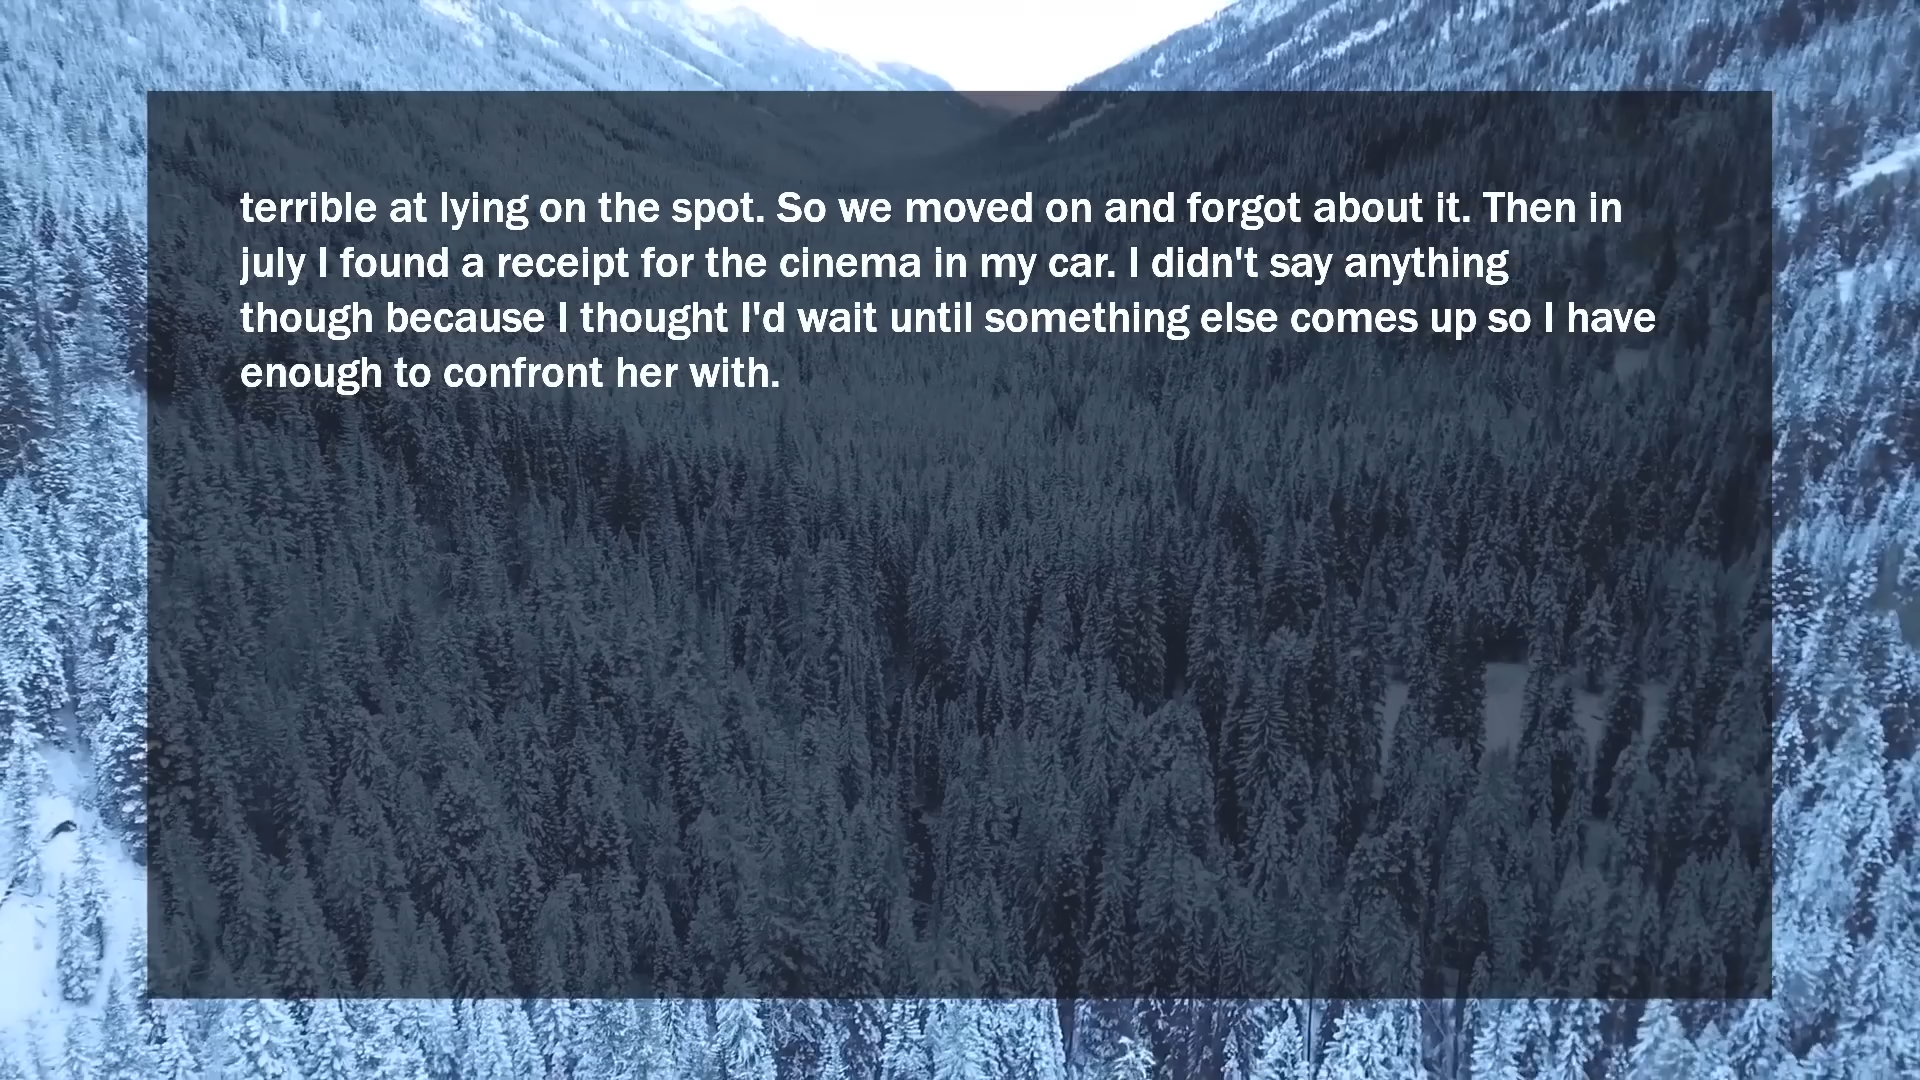 terrible at lying on the spot. So we moved on and forgot about it. Then in
july I found a receipt for the cinema in my car. I didn't say anything
though because I thought I'd wait until something else comes up so I have
enough to confront her with.